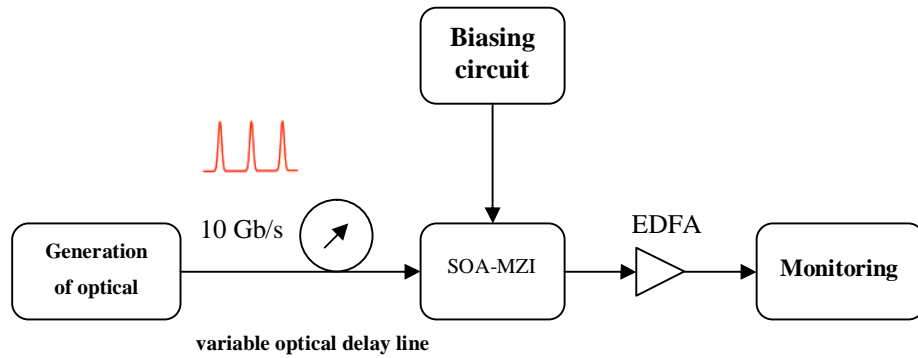 Biasing
circuit
10 Gb/s
EDFA
Generation
of optical
SOA-MZI
Monitoring
variable optical delay line